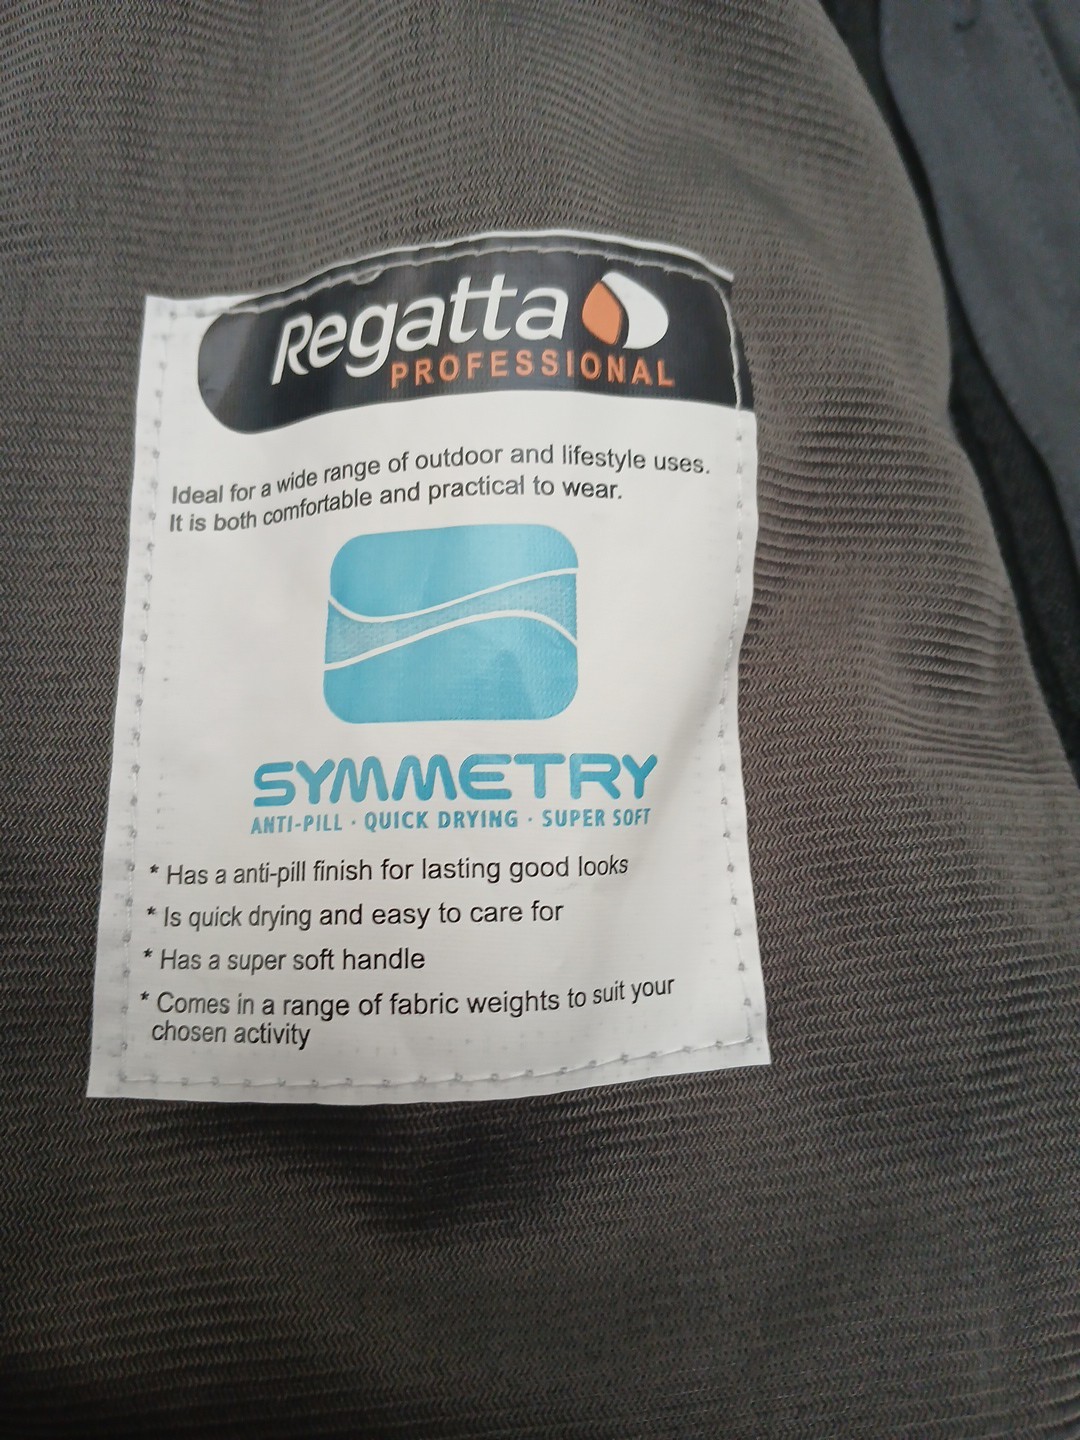 Regatta
PROFESSIONAL
Ideal for a wide range of outdoor and lifestyle uses.
It is both comfortable and practical to wear.
SYMMETRY
ANTI-PILL · QUICK DRYING · SUPER SOFT
* Has a anti-pill finish for lasting good looks
* Is quick drying and easy to care for
* Has a super soft handle
* Comes in a range of fabric weights to suit your
chosen activity